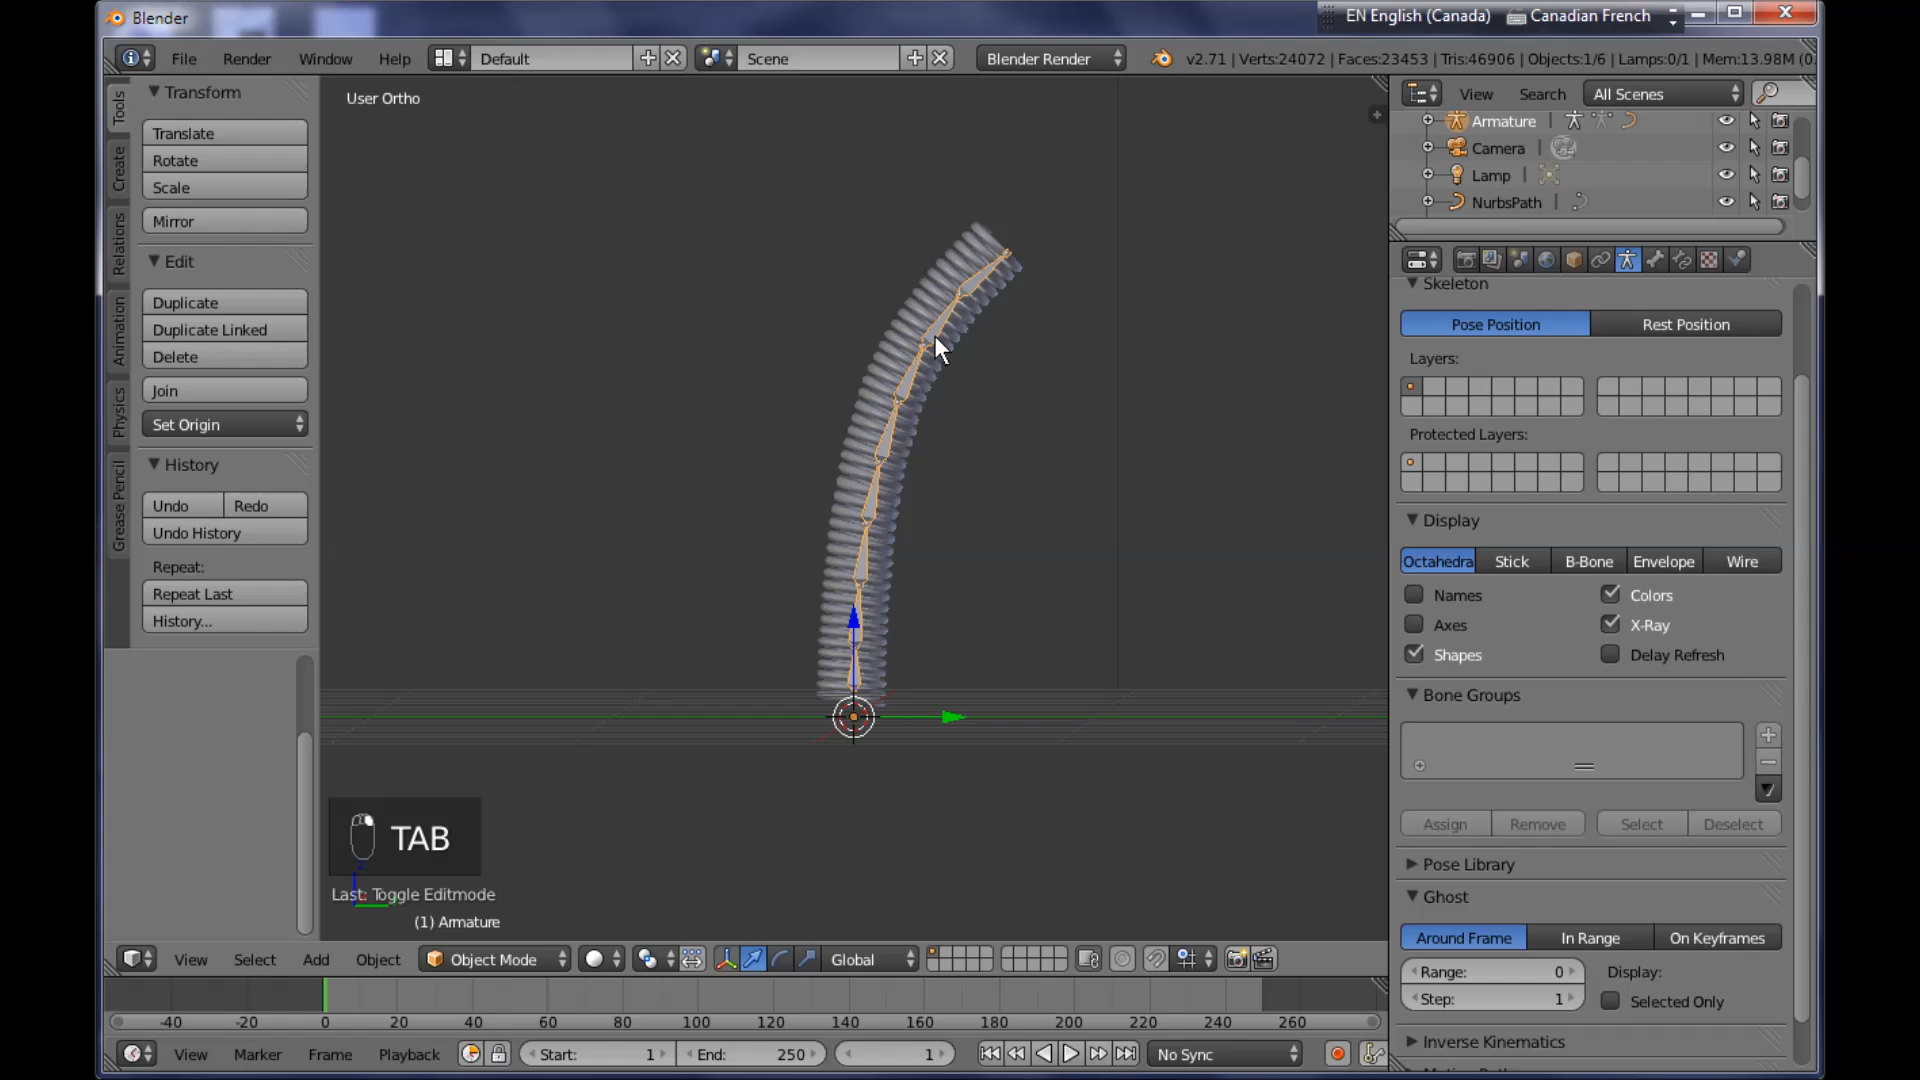 Blender
EN English (Canada) Canadian French
File Render Window Help Default Scene Blender Render v2.71 | Verts:24072 | Faces:23453 | Tris:46906 | Objects:1/6 | Lamps:0/1 | Mem:13.98M (0.
Tools
Create
Relations
Animation
Physics
Grease Pencil
Transform
Translate
Rotate
Scale
Mirror
Edit
Duplicate
Duplicate Linked
Delete
Join
Set Origin
History
Undo Redo
Undo History
Repeat:
Repeat Last
History...
User Ortho
TAB
Last: Toggle Editmode
(1) Armature
View Search All Scenes
Armature
Camera
Lamp
NurbsPath
Skeleton
Pose Position Rest Position
Layers:
Protected Layers:
Display
Octahedra Stick B-Bone Envelope Wire
Names Colors
Axes X-Ray
Shapes Delay Refresh
Bone Groups
Assign Remove Select Deselect
Pose Library
Ghost
Around Frame In Range On Keyframes
Range: 0 Display:
Step: 1 Selected Only
Inverse Kinematics
View Select Add Object Object Mode Global
-40 -20 0 20 40 60 80 100 120 140 160 180 200 220 240 260
View Marker Frame Playback Start: 1 End: 250 1 No Sync